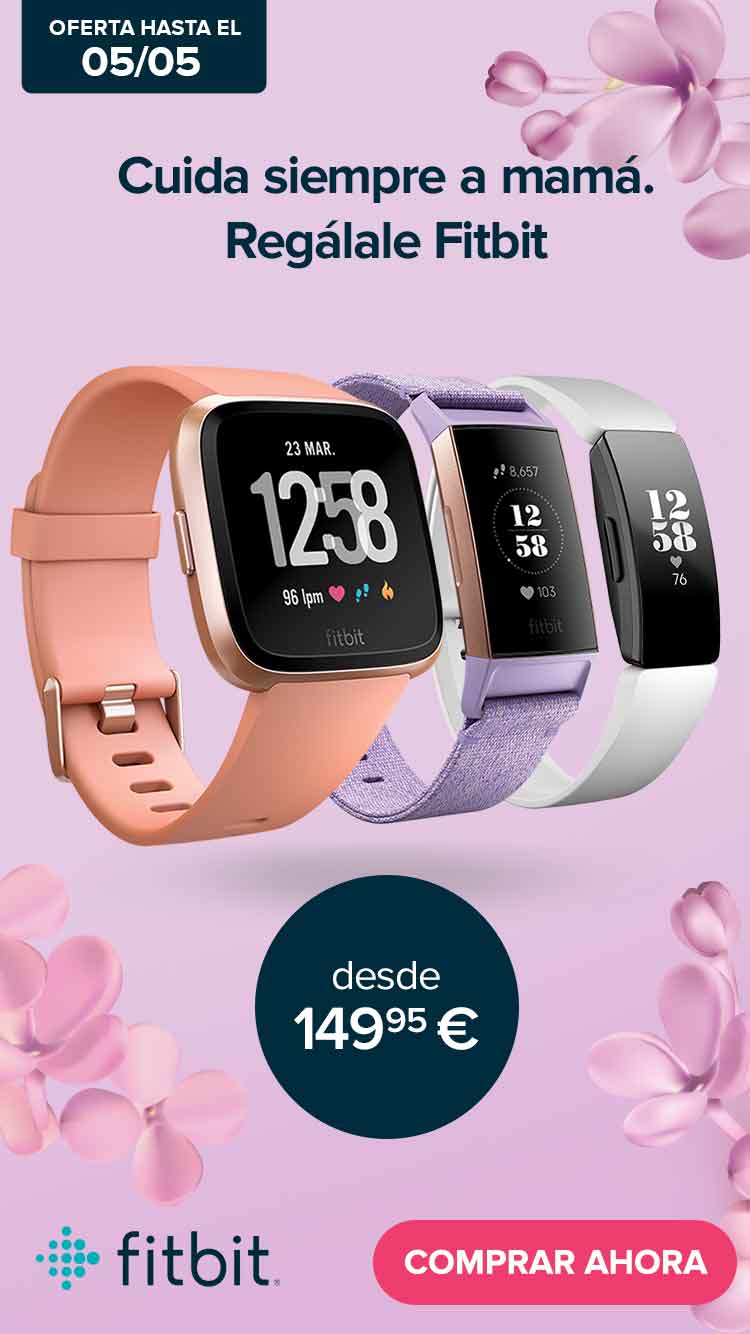 OFERTA HASTA EL
05/05
Cuida siempre a mamá.
Regálale Fitbit
23 MAR.
12:58
96 lpm
fitbit
8,657
12
58
103
fitbit
12
58
76
desde
149⁹⁵ €
fitbit
COMPRAR AHORA